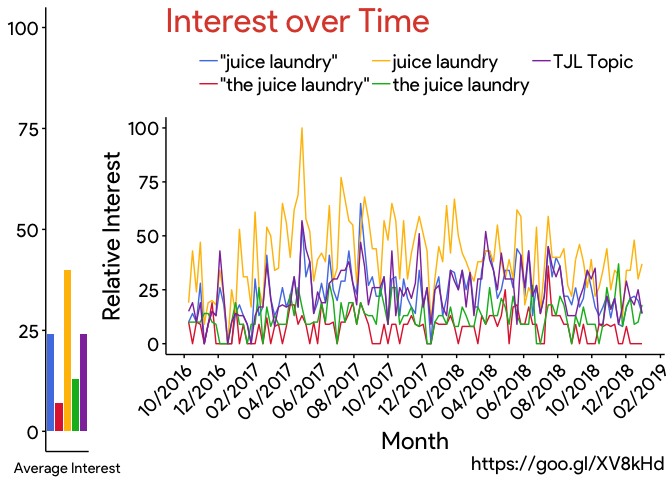 Interest over Time
"juice laundry" juice laundry TJL Topic
"the juice laundry" the juice laundry
100
75
50
25
0
Average Interest
Relative Interest
100
75
50
25
0
10/2016 12/2016 02/2017 04/2017 06/2017 08/2017 10/2017 12/2017 02/2018 04/2018 06/2018 08/2018 10/2018 12/2018 02/2019
Month
https://goo.gl/XV8kHd